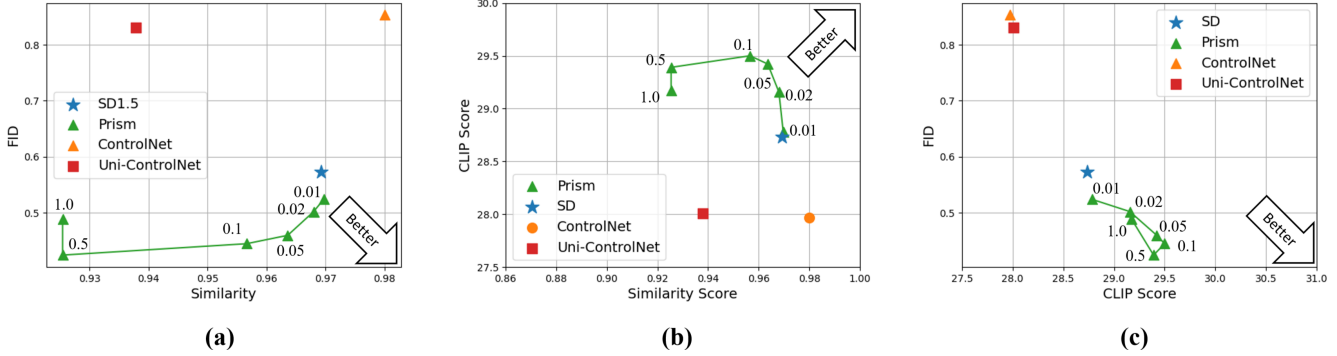 0.8
0.7
0.6
0.5
FID
SD1.5
Prism
ControlNet
Uni-ControlNet
1.0
0.5
0.1
0.05
0.02
0.01
Better
0.93
0.94
0.95
0.96
0.97
0.98
Similarity
(a)
30.0
29.5
29.0
28.5
28.0
27.5
CLIP Score
0.5
1.0
0.1
0.05
0.02
0.01
Better
Prism
SD
ControlNet
Uni-ControlNet
0.86
0.88
0.90
0.92
0.94
0.96
0.98
1.00
Similarity Score
(b)
0.8
0.7
0.6
0.5
FID
SD
Prism
ControlNet
Uni-ControlNet
0.01
0.02
0.05
1.0
0.1
0.5
Better
27.5
28.0
28.5
29.0
29.5
30.0
30.5
31.0
CLIP Score
(c)